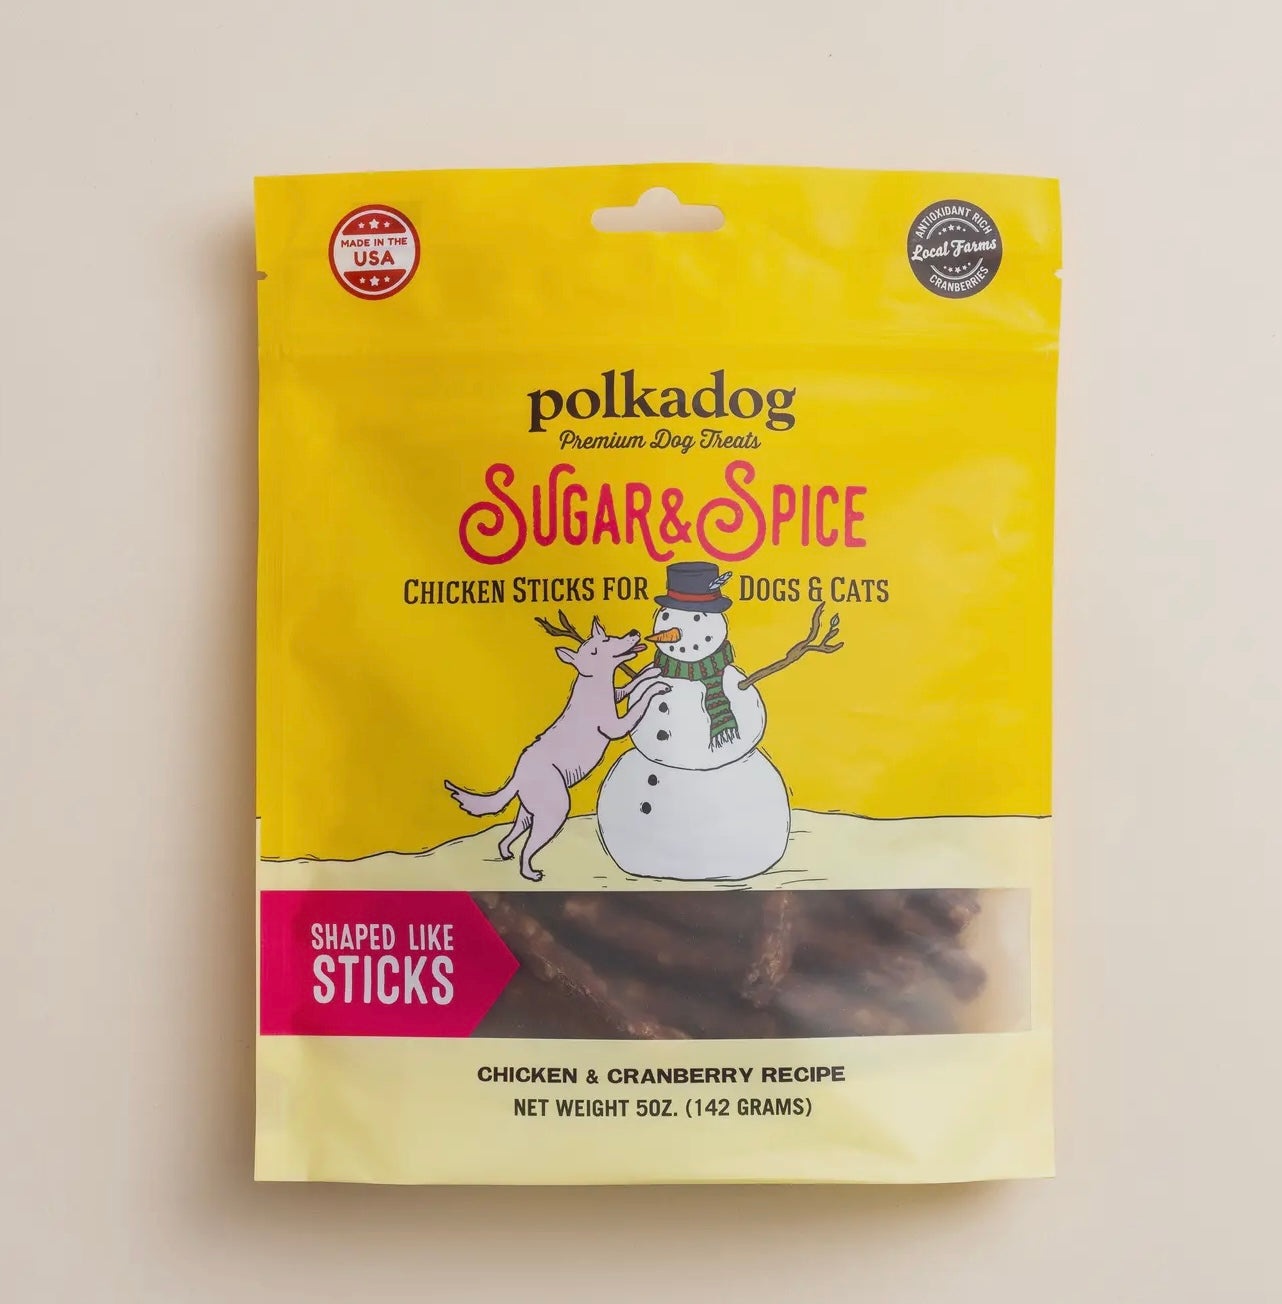 MADE IN THE
USA
ANTIOXIDANT RICH
Local Farms
CRANBERRIES
polkadog
Premium Dog Treats
SUGAR & SPICE
CHICKEN STICKS FOR DOGS & CATS
SHAPED LIKE
STICKS
CHICKEN & CRANBERRY RECIPE
NET WEIGHT 5OZ. (142 GRAMS)